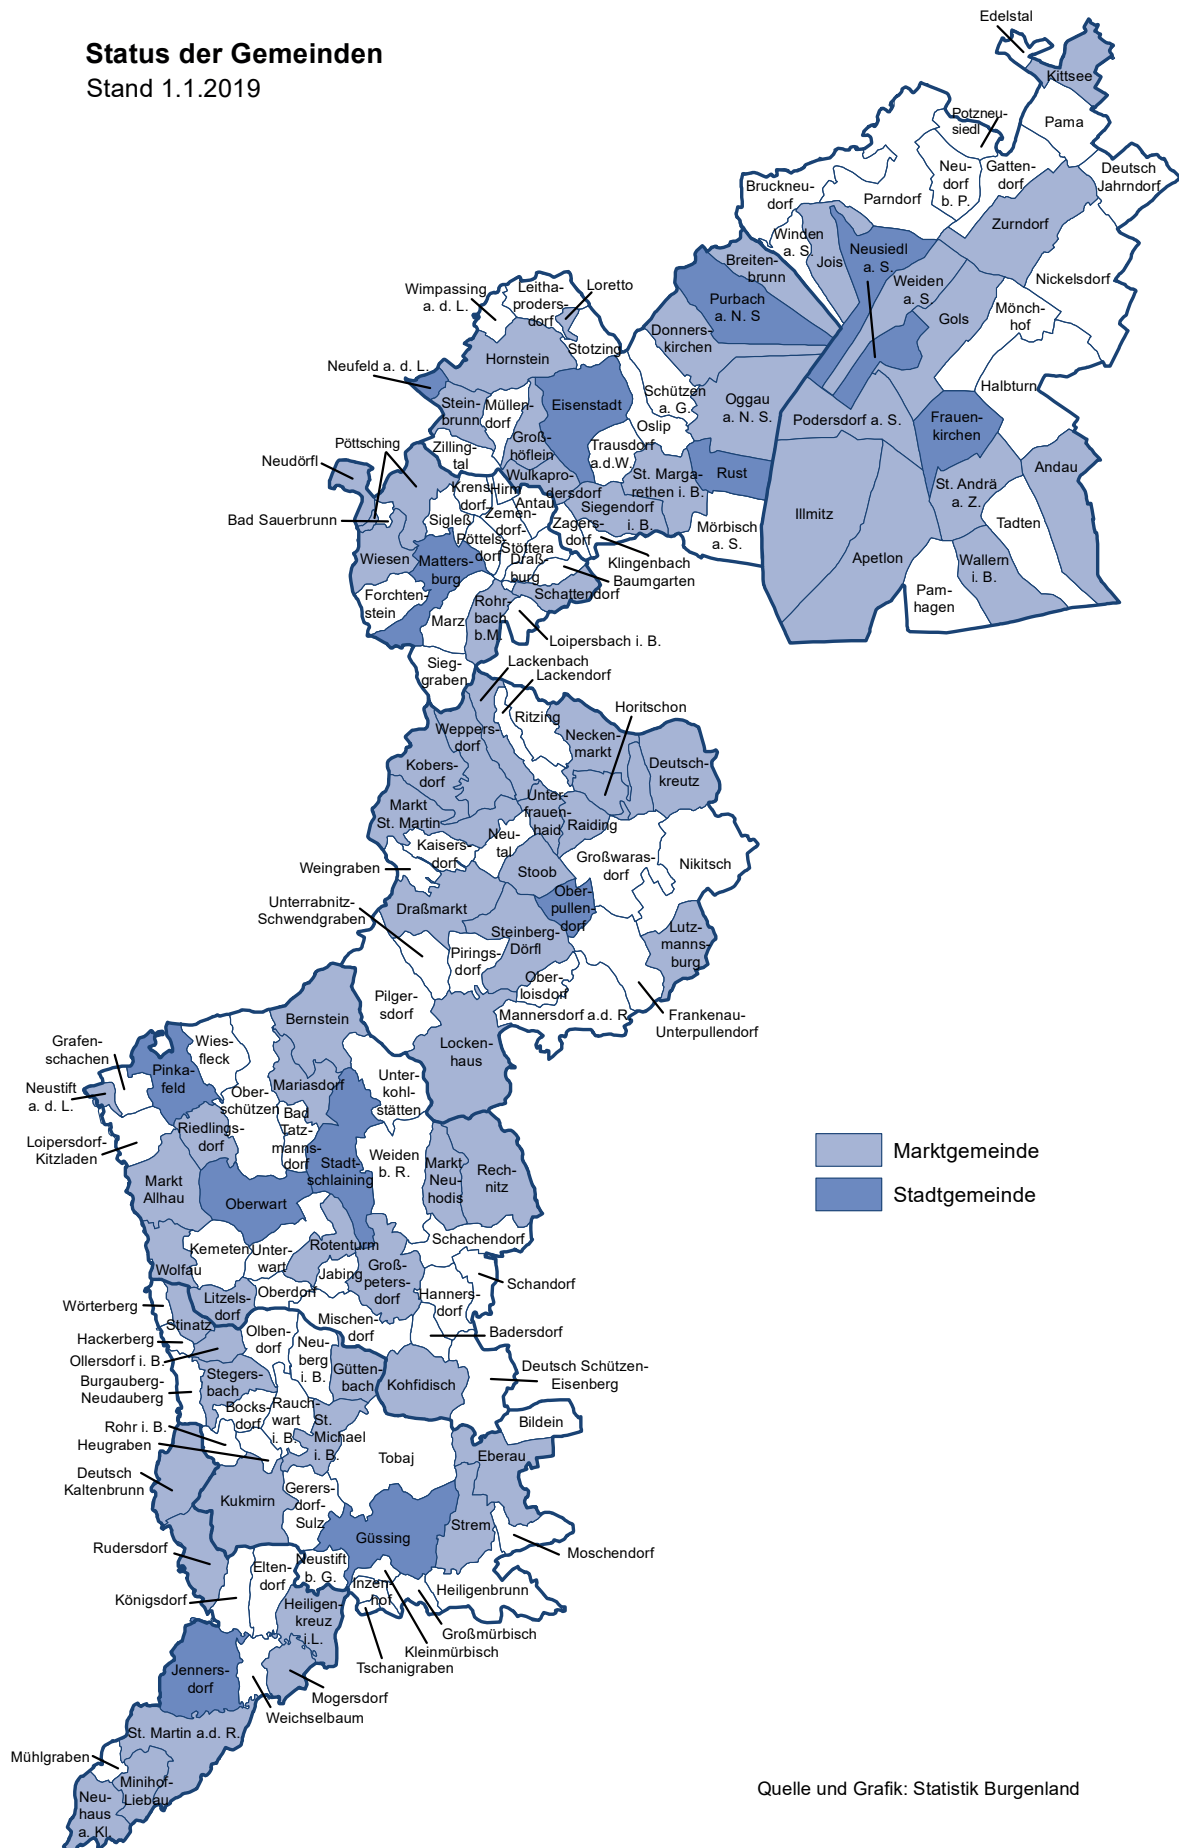 Status der Gemeinden
Stand 1.1.2019
Edelstal
Kittsee
Potzneu-
siedl
Pama
Neu-
dorf
b. P.
Gatten-
dorf
Deutsch
Jahrndorf
Bruckneu-
dorf
Parndorf
Zurndorf
Winden
a. S.
Jois
Neusiedl
a. S.
Nickelsdorf
Breiten-
brunn
Weiden
a. S.
Purbach
a. N. S
Gols
Mönch-
hof
Wimpassing
a. d. L.
Leitha-
proders-
dorf
Loretto
Donners-
kirchen
Hornstein
Stotzing
Halbturn
Neufeld a. d. L.
Schützen
a. G.
Oggau
a. N. S.
Podersdorf a. S.
Frauen-
kirchen
Stein-
brunn
Müllen-
dorf
Eisenstadt
Oslip
Groß-
höflein
Trausdorf
a.d.W.
Pöttsching
Zilling-
tal
Neudörfl
Wulkapro-
dersdorf
St. Marga-
rethen i. B.
Rust
St. Andrä
a. Z.
Andau
Krens-
dorf
Hirm
Antau
Siegendorf
i. B.
Bad Sauerbrunn
Sigleß
Zemen-
dorf-
Stöttera
Zagers-
dorf
Mörbisch
a. S.
Illmitz
Tadten
Pöttels-
dorf
Wiesen
Matters-
burg
Draß-
burg
Klingenbach
Baumgarten
Apetlon
Wallern
i. B.
Forchten-
stein
Schattendorf
Pam-
hagen
Rohr-
bach
b.M.
Marz
Loipersbach i. B.
Sieg-
graben
Lackenbach
Lackendorf
Ritzing
Horitschon
Weppers-
dorf
Necken-
markt
Kobers-
dorf
Deutsch-
kreutz
Markt
St. Martin
Unter-
frauen-
haid
Raiding
Neu-
tal
Kaisers-
dorf
Großwaras-
dorf
Nikitsch
Weingraben
Stoob
Unterrabnitz-
Schwendgraben
Draßmarkt
Ober-
pullen-
dorf
Steinberg-
Dörfl
Lutz-
manns-
burg
Pirings-
dorf
Ober-
loisdorf
Pilger-
sdorf
Mannersdorf a.d. R.
Frankenau-
Unterpullendorf
Bernstein
Grafen-
schachen
Wies-
fleck
Locken-
haus
Pinka-
feld
Neustift
a. d. L.
Mariasdorf
Unter-
kohl-
stätten
Ober-
schützen
Bad
Tatz-
manns-
dorf
Riedlings-
dorf
Loipersdorf-
Kitzladen
Marktgemeinde
Stadt-
schlaining
Weiden
b. R.
Markt
Neu-
hodis
Rech-
nitz
Markt
Allhau
Stadtgemeinde
Oberwart
Kemeten
Unter-
wart
Rotenturm
Schachendorf
Wolfau
Jabing
Groß-
peters-
dorf
Schandorf
Wörterberg
Litzels-
dorf
Oberdorf
Hanners-
dorf
Stinatz
Mischen-
dorf
Hackerberg
Olben-
dorf
Badersdorf
Ollersdorf i. B.
Neu-
berg
i. B.
Burgauberg-
Neudauberg
Stegers-
bach
Gütten-
bach
Kohfidisch
Deutsch Schützen-
Eisenberg
Bocks-
dorf
Rauch-
wart
i. B.
St.
Michael
i. B.
Bildein
Rohr i. B.
Heugraben
Tobaj
Eberau
Deutsch
Kaltenbrunn
Kukmirn
Gerers-
dorf-
Sulz
Strem
Güssing
Rudersdorf
Moschendorf
Neustift
b. G.
Elten-
dorf
Inzen-
hof
Heiligenbrunn
Königsdorf
Heiligen-
kreuz
i.L.
Großmürbisch
Kleinmürbisch
Tschanigraben
Jenners-
dorf
Mogersdorf
Weichselbaum
St. Martin a.d. R.
Mühlgraben
Minihof-
Liebau
Neu-
haus
a. Kl.
Quelle und Grafik: Statistik Burgenland